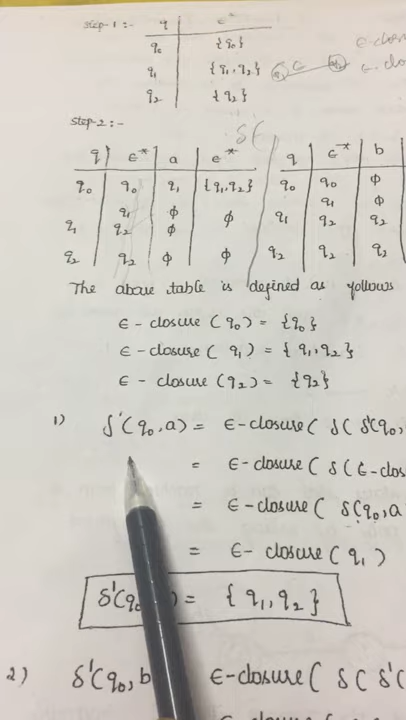 Step-1 :- q ε*
q₀ {q₀}
q₁ {q₁, q₂}
q₂ {q₂}
Step-2 :-
q ε* a ε* q ε* b
q₀ q₀ q₁ {q₁, q₂} q₀ q₀ ϕ
q₁ q₁ ϕ ϕ q₁ q₁ ϕ
q₂ ϕ q₂ q₂
q₂ q₂ ϕ ϕ q₂ q₂ q₂
The above table is defined as follows
ε - closure (q₀) = {q₀}
ε - closure (q₁) = {q₁, q₂}
ε - closure (q₂) = {q₂}
1) δ'(q₀, a) = ε-closure ( δ( δ'(q₀,
= ε-closure ( δ ( ε-clos
= ε-closure ( δ(q₀, a
= ε- closure ( q₁ )
) = { q₁, q₂ }
2) δ'(q₀, b ε-closure ( δ ( δ'(